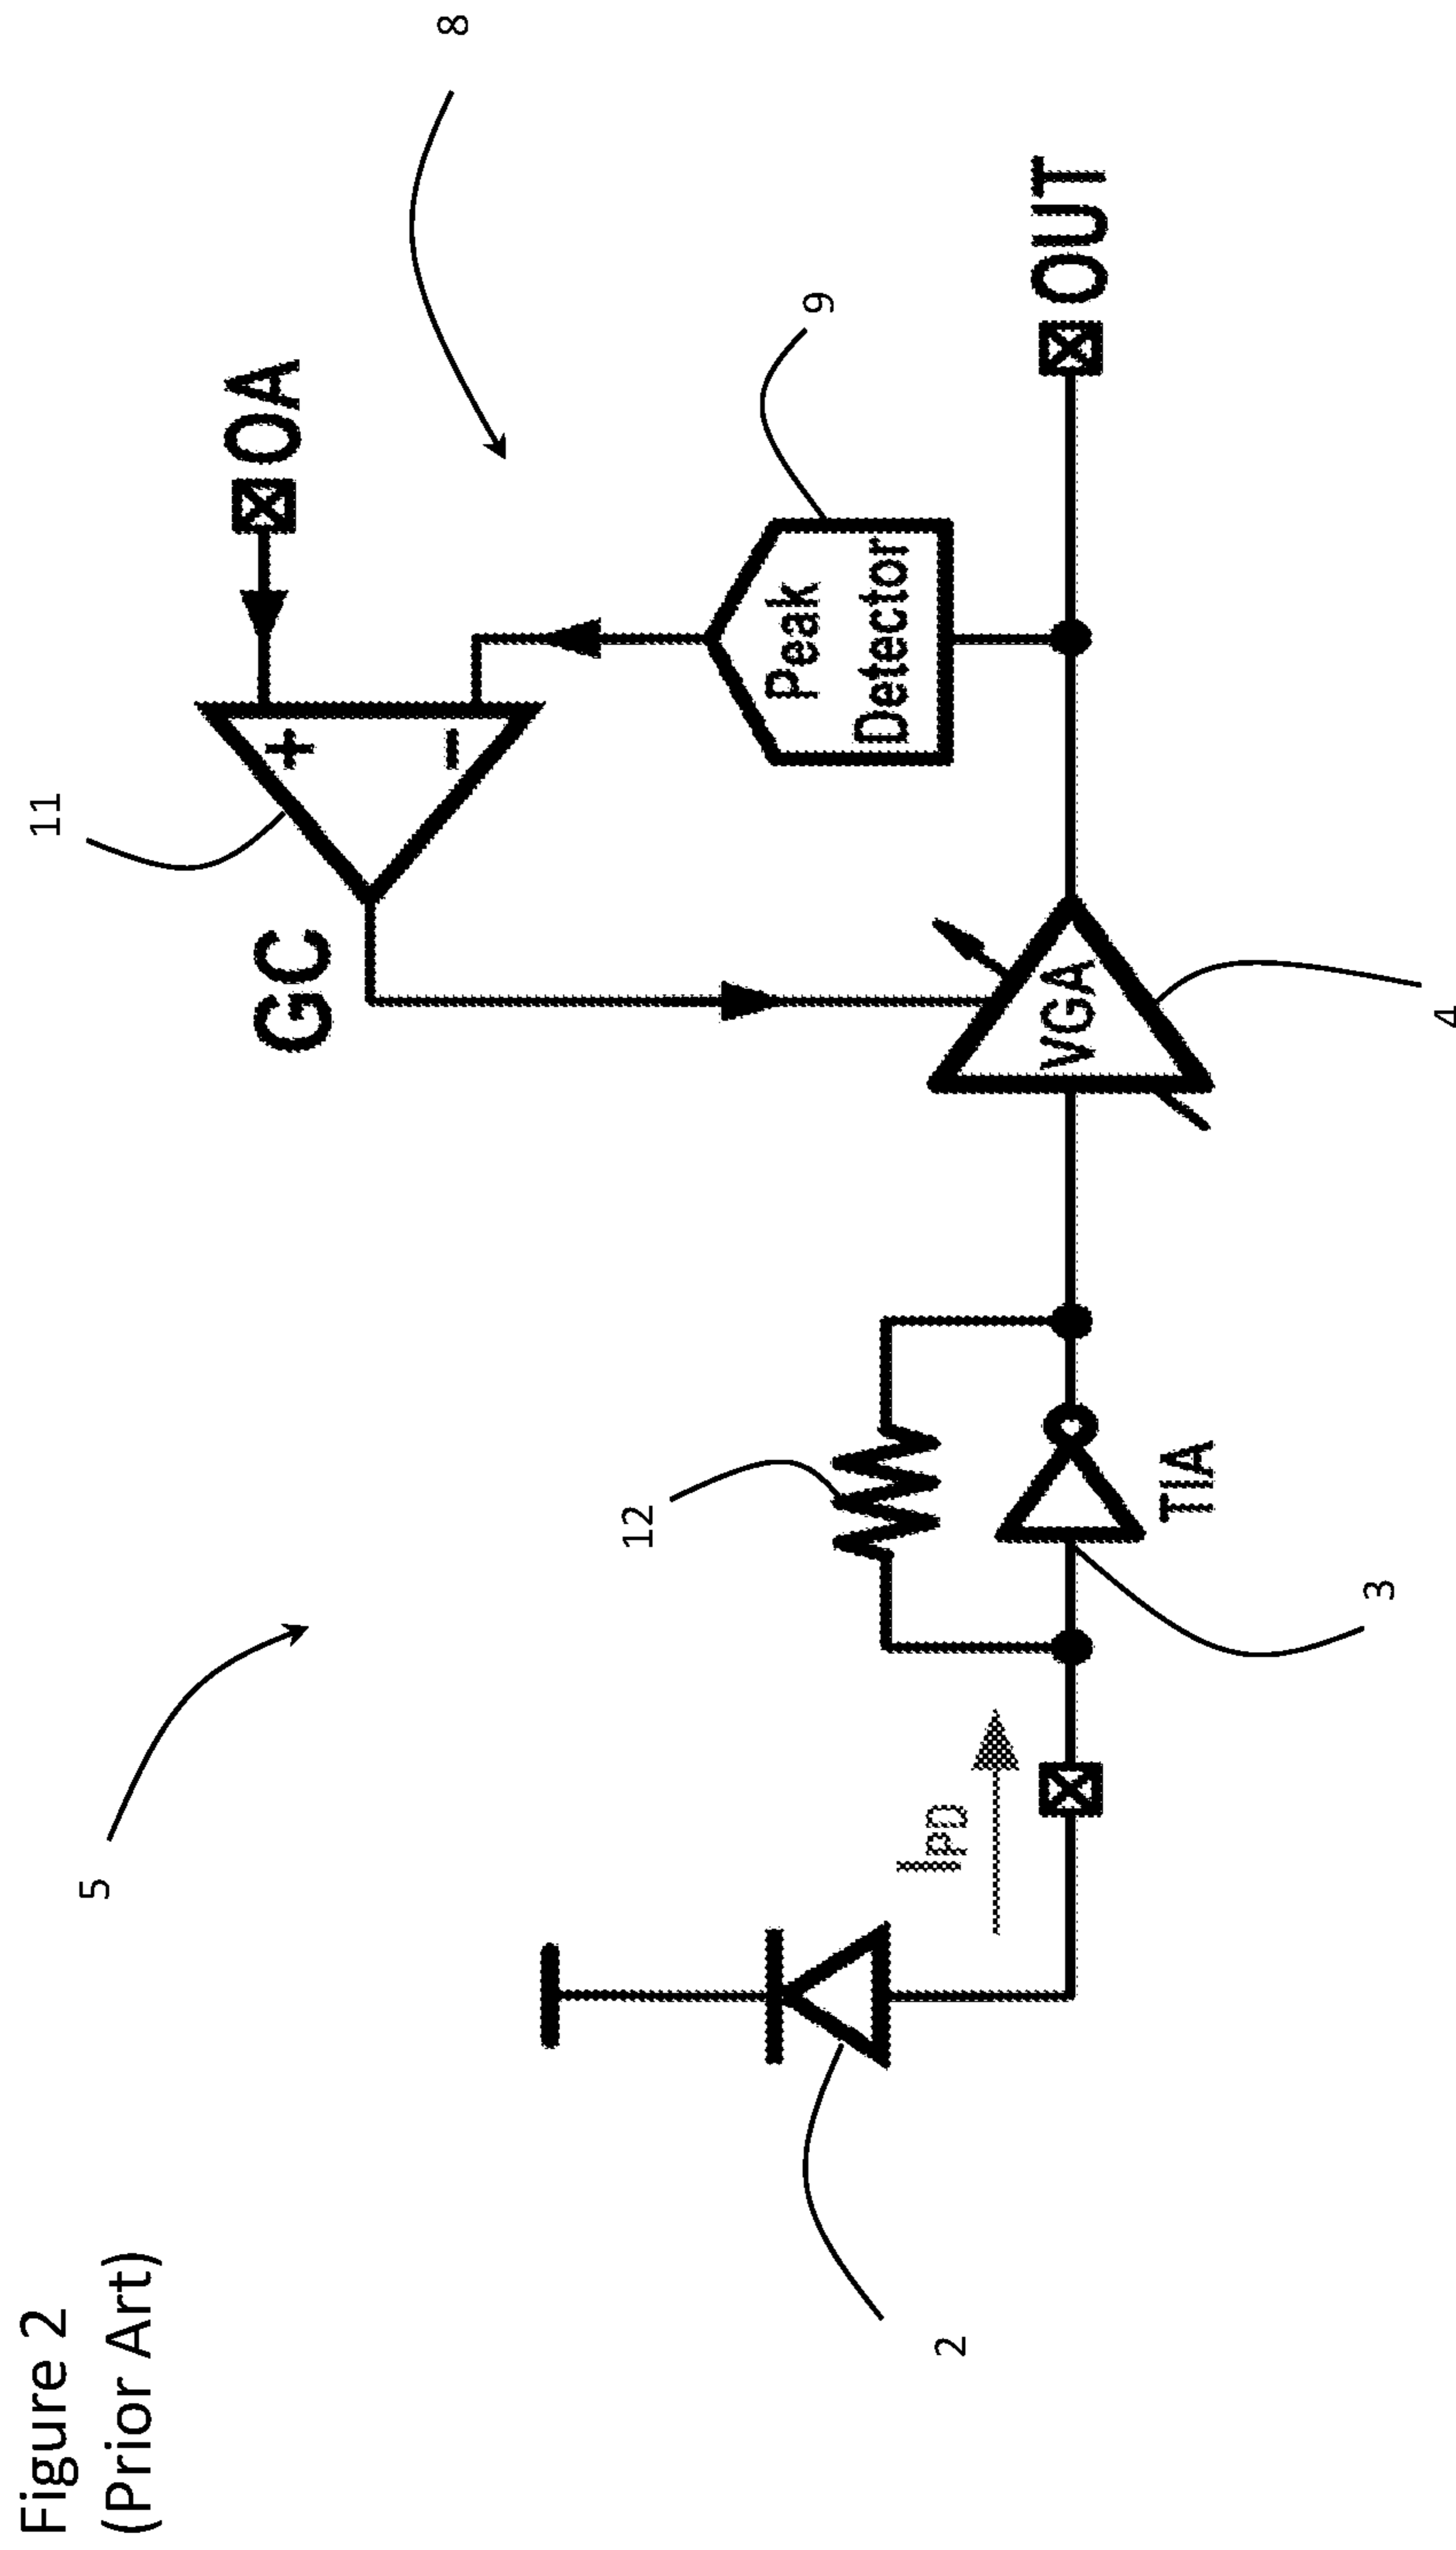 Figure 2
(Prior Art)
5
8
11
GC
+
−
OA
9
Peak
Detector
12
2
IPD
3
TIA
VGA
4
OUT